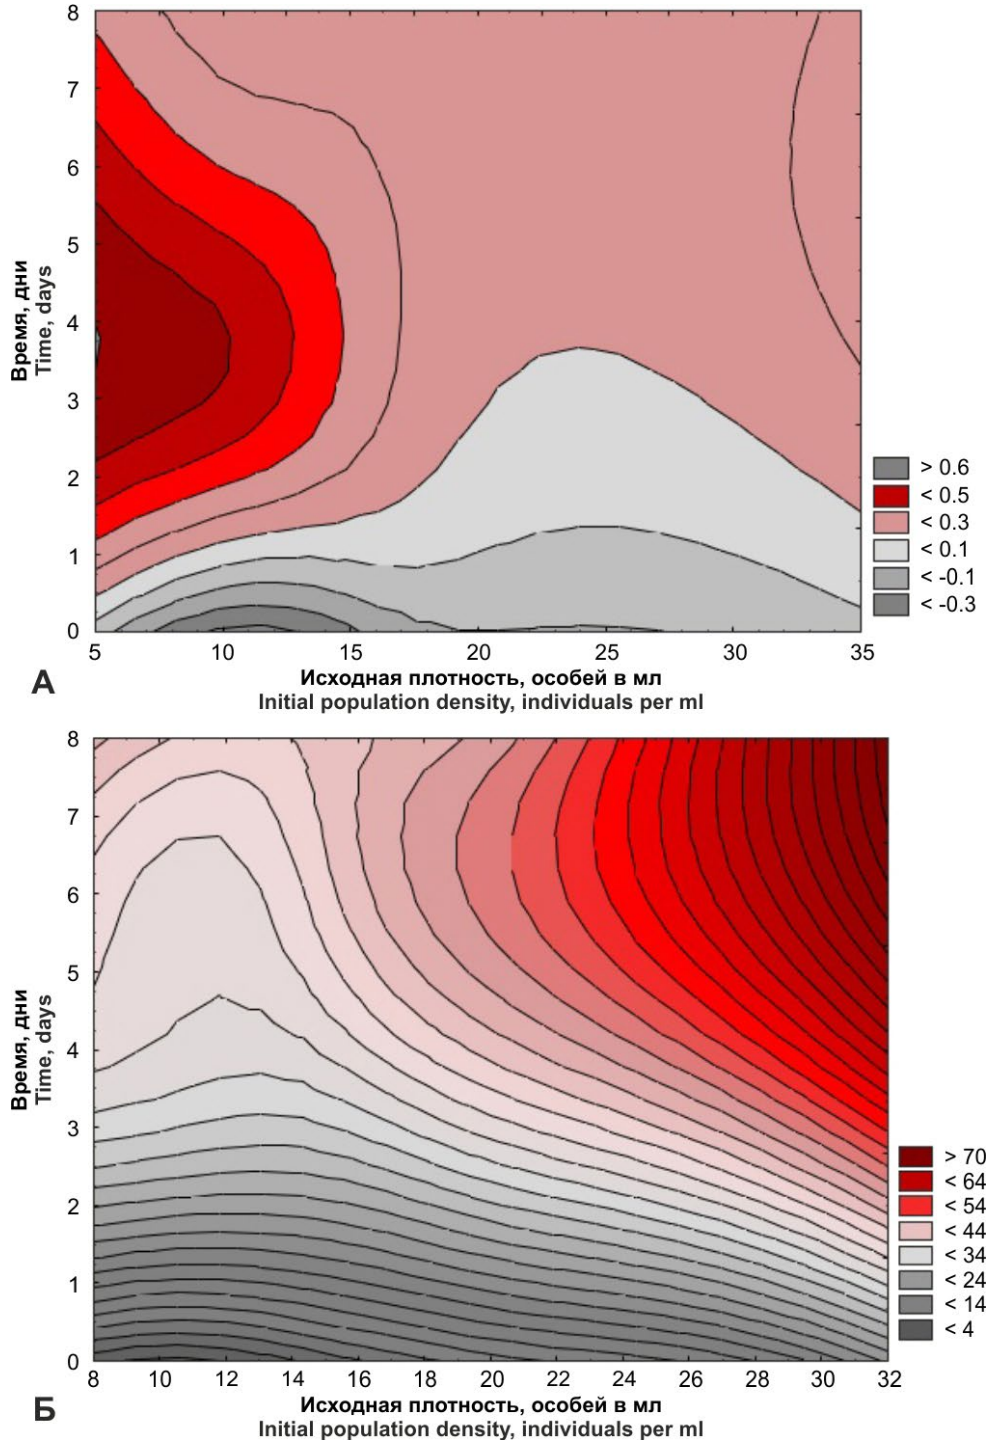 8
7
6
5
4
3
2
1
0
Время, дни
Time, days
5 10 15 20 25 30 35
> 0.6
< 0.5
< 0.3
< 0.1
< -0.1
< -0.3
А
Исходная плотность, особей в мл
Initial population density, individuals per ml
8
7
6
5
4
3
2
1
0
Время, дни
Time, days
8 10 12 14 16 18 20 22 24 26 28 30 32
> 70
< 64
< 54
< 44
< 34
< 24
< 14
< 4
Б
Исходная плотность, особей в мл
Initial population density, individuals per ml